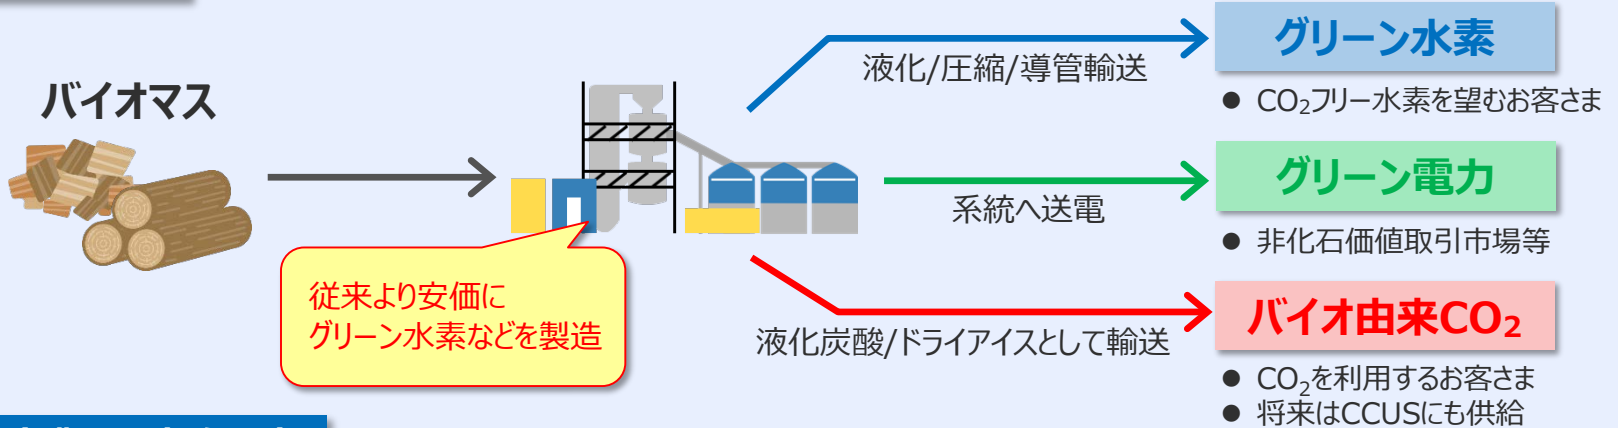 バイオマス
従来より安価に
グリーン水素などを製造
液化/圧縮/導管輸送
グリーン水素
● CO₂フリー水素を望むお客さま
系統へ送電
グリーン電力
● 非化石価値取引市場等
液化炭酸/ドライアイスとして輸送
バイオ由来CO₂
● CO₂を利用するお客さま
● 将来はCCUSにも供給